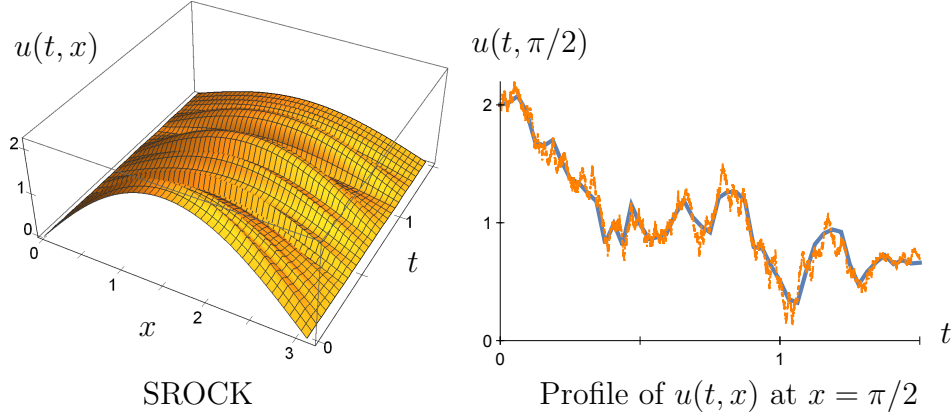 u(t, x)
2
1
0
0
1
2
3
x
0
1
t
SROCK
u(t, π/2)
2
1
0
0
1
t
Profile of u(t, x) at x = π/2